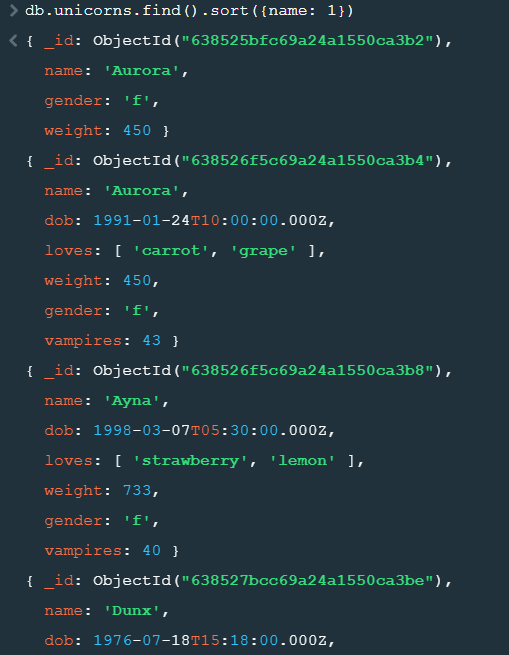 db.unicorns.find().sort({name: 1})
{ _id: ObjectId("638525bfc69a24a1550ca3b2"),
name: 'Aurora',
gender: 'f',
weight: 450 }
{ _id: ObjectId("638526f5c69a24a1550ca3b4"),
name: 'Aurora',
dob: 1991-01-24T10:00:00.000Z,
loves: [ 'carrot', 'grape' ],
weight: 450,
gender: 'f',
vampires: 43 }
{ _id: ObjectId("638526f5c69a24a1550ca3b8"),
name: 'Ayna',
dob: 1998-03-07T05:30:00.000Z,
loves: [ 'strawberry', 'lemon' ],
weight: 733,
gender: 'f',
vampires: 40 }
{ _id: ObjectId("638527bcc69a24a1550ca3be"),
name: 'Dunx',
dob: 1976-07-18T15:18:00.000Z,